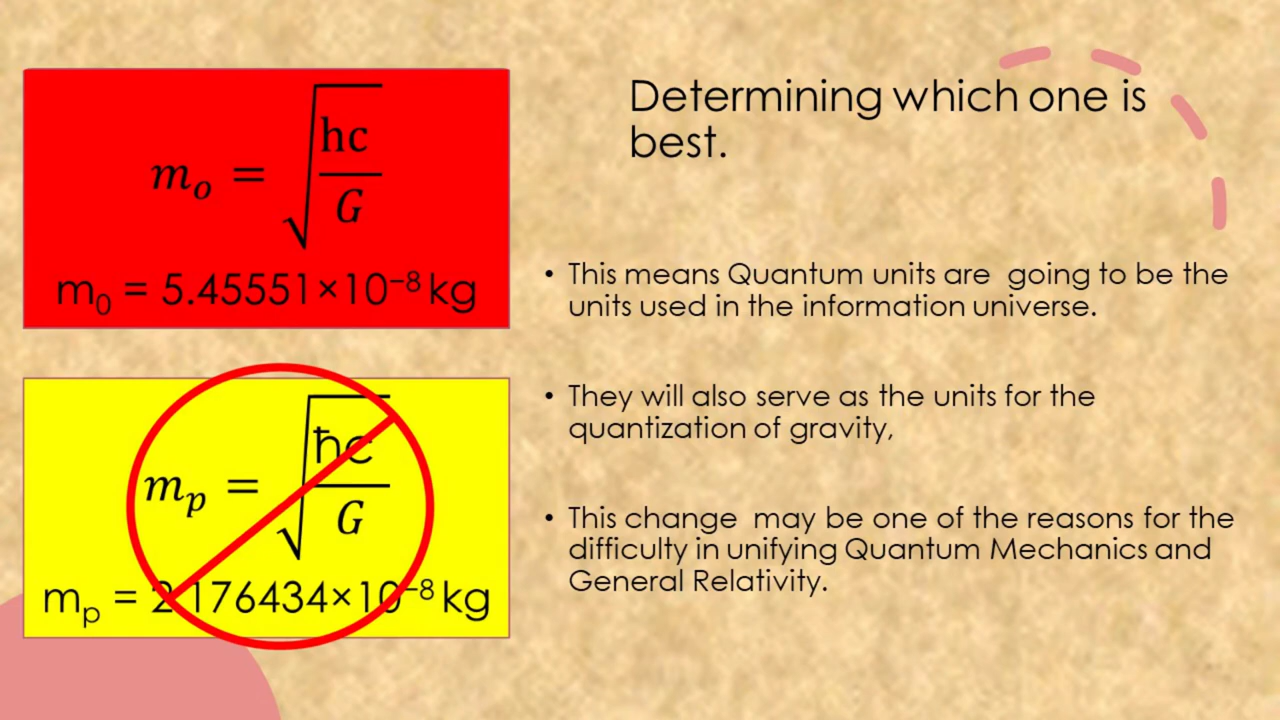 Determining which one is
best.
m₀ = √(hc/G)
m₀ = 5.45551×10⁻⁸ kg
mₚ = √(ħc/G)
mₚ = 2.176434×10⁻⁸ kg
• This means Quantum units are  going to be the
units used in the information universe.
• They will also serve as the units for the
quantization of gravity,
• This change  may be one of the reasons for the
difficulty in unifying Quantum Mechanics and
General Relativity.